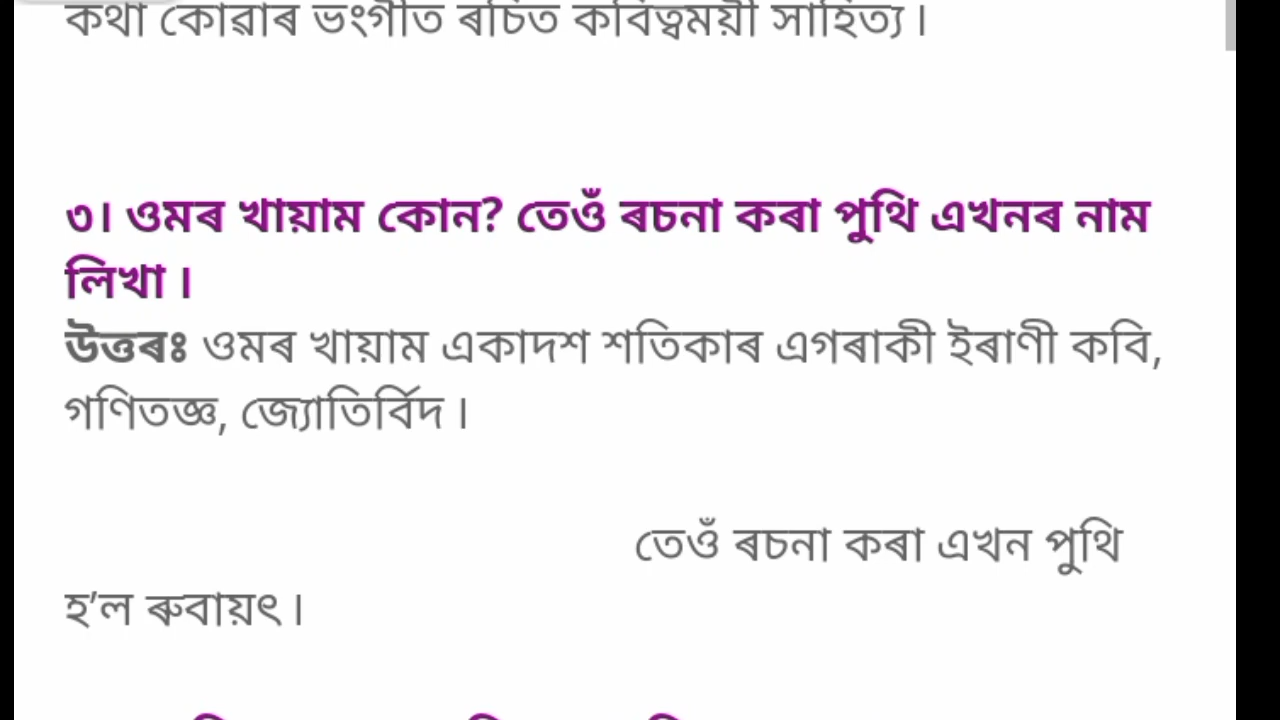 কথা কোৱাৰ ভংগীত ৰচিত কবিত্বময়ী সাহিত্য।
৩। ওমৰ খায়াম কোন? তেওঁ ৰচনা কৰা পুথি এখনৰ নাম
লিখা।
উত্তৰঃ ওমৰ খায়াম একাদশ শতিকাৰ এগৰাকী ইৰাণী কবি,
গণিতজ্ঞ, জ্যোতিৰ্বিদ।
তেওঁ ৰচনা কৰা এখন পুথি
হ’ল ৰুবায়ৎ।